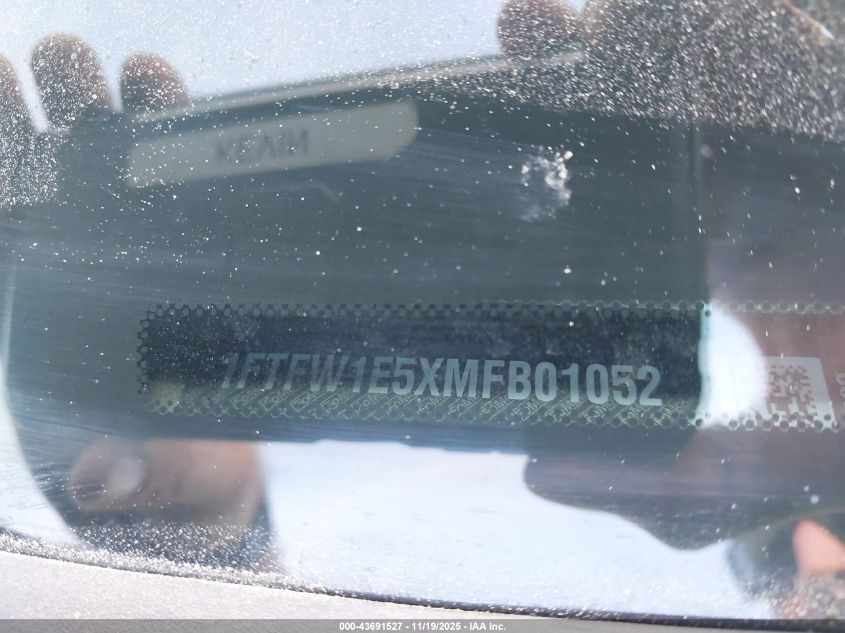 1FTFW1E5XMFB01052
000-43691527 - 11/19/2025 - IAA Inc.